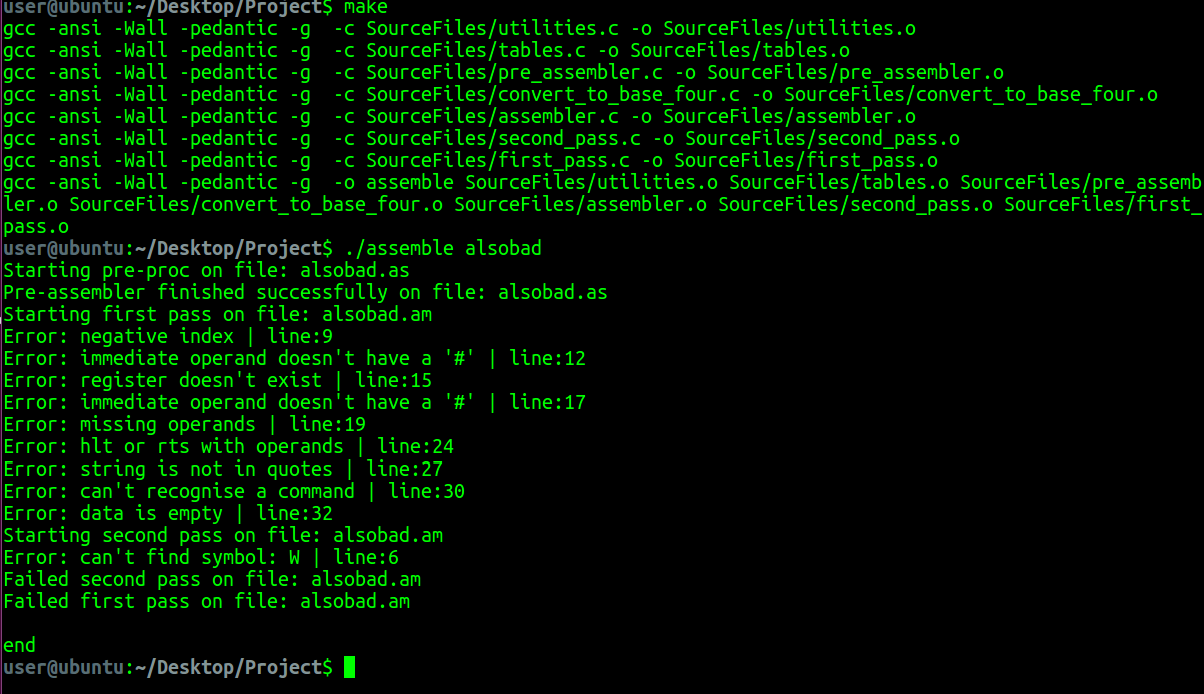 user@ubuntu:~/Desktop/Project$ make
gcc -ansi -Wall -pedantic -g  -c SourceFiles/utilities.c -o SourceFiles/utilities.o
gcc -ansi -Wall -pedantic -g  -c SourceFiles/tables.c -o SourceFiles/tables.o
gcc -ansi -Wall -pedantic -g  -c SourceFiles/pre_assembler.c -o SourceFiles/pre_assembler.o
gcc -ansi -Wall -pedantic -g  -c SourceFiles/convert_to_base_four.c -o SourceFiles/convert_to_base_four.o
gcc -ansi -Wall -pedantic -g  -c SourceFiles/assembler.c -o SourceFiles/assembler.o
gcc -ansi -Wall -pedantic -g  -c SourceFiles/second_pass.c -o SourceFiles/second_pass.o
gcc -ansi -Wall -pedantic -g  -c SourceFiles/first_pass.c -o SourceFiles/first_pass.o
gcc -ansi -Wall -pedantic -g  -o assemble SourceFiles/utilities.o SourceFiles/tables.o SourceFiles/pre_assemb
ler.o SourceFiles/convert_to_base_four.o SourceFiles/assembler.o SourceFiles/second_pass.o SourceFiles/first_
pass.o
user@ubuntu:~/Desktop/Project$ ./assemble alsobad
Starting pre-proc on file: alsobad.as
Pre-assembler finished successfully on file: alsobad.as
Starting first pass on file: alsobad.am
Error: negative index | line:9
Error: immediate operand doesn't have a '#' | line:12
Error: register doesn't exist | line:15
Error: immediate operand doesn't have a '#' | line:17
Error: missing operands | line:19
Error: hlt or rts with operands | line:24
Error: string is not in quotes | line:27
Error: can't recognise a command | line:30
Error: data is empty | line:32
Starting second pass on file: alsobad.am
Error: can't find symbol: W | line:6
Failed second pass on file: alsobad.am
Failed first pass on file: alsobad.am
end
user@ubuntu:~/Desktop/Project$